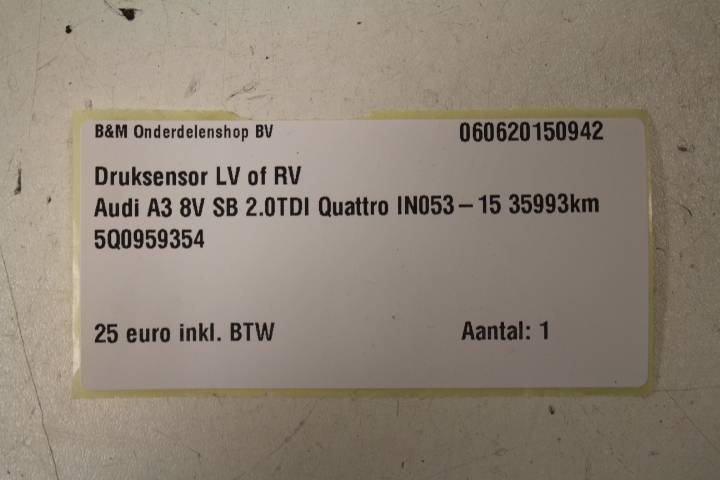 B&M Onderdelenshop BV 060620150942
Druksensor LV of RV
Audi A3 8V SB 2.0TDI Quattro IN053 – 15 35993km
5Q0959354
25 euro inkl. BTW Aantal: 1